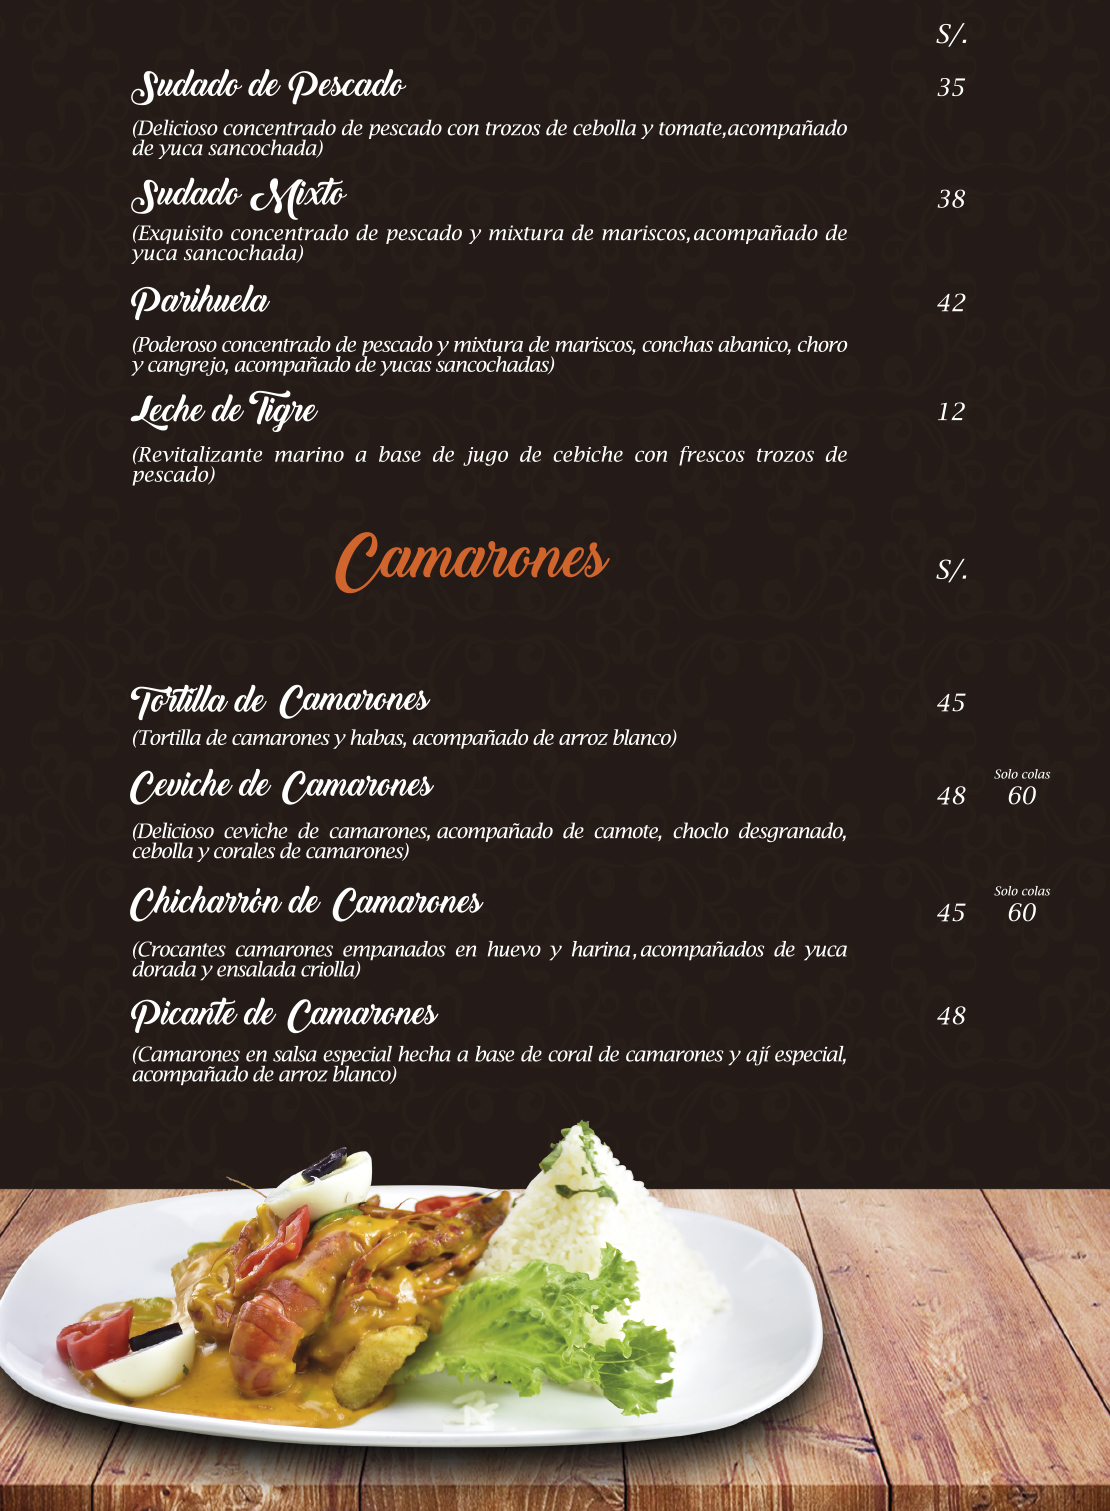 S/.
Sudado de Pescado 35
(Delicioso concentrado de pescado con trozos de cebolla y tomate,acompañado
de yuca sancochada)
Sudado Mixto 38
(Exquisito concentrado de pescado y mixtura de mariscos,acompañado de
yuca sancochada)
Parihuela 42
(Poderoso concentrado de pescado y mixtura de mariscos, conchas abanico, choro
y cangrejo, acompañado de yucas sancochadas)
Leche de Tigre 12
(Revitalizante marino a base de jugo de cebiche con frescos trozos de
pescado)
Camarones S/.
Tortilla de Camarones 45
(Tortilla de camarones y habas, acompañado de arroz blanco)
Solo colas
Ceviche de Camarones 48 60
(Delicioso ceviche de camarones, acompañado de camote, choclo desgranado,
cebolla y corales de camarones)
Solo colas
Chicharrón de Camarones 45 60
(Crocantes camarones empanados en huevo y harina,acompañados de yuca
dorada y ensalada criolla)
Picante de Camarones 48
(Camarones en salsa especial hecha a base de coral de camarones y ají especial,
acompañado de arroz blanco)